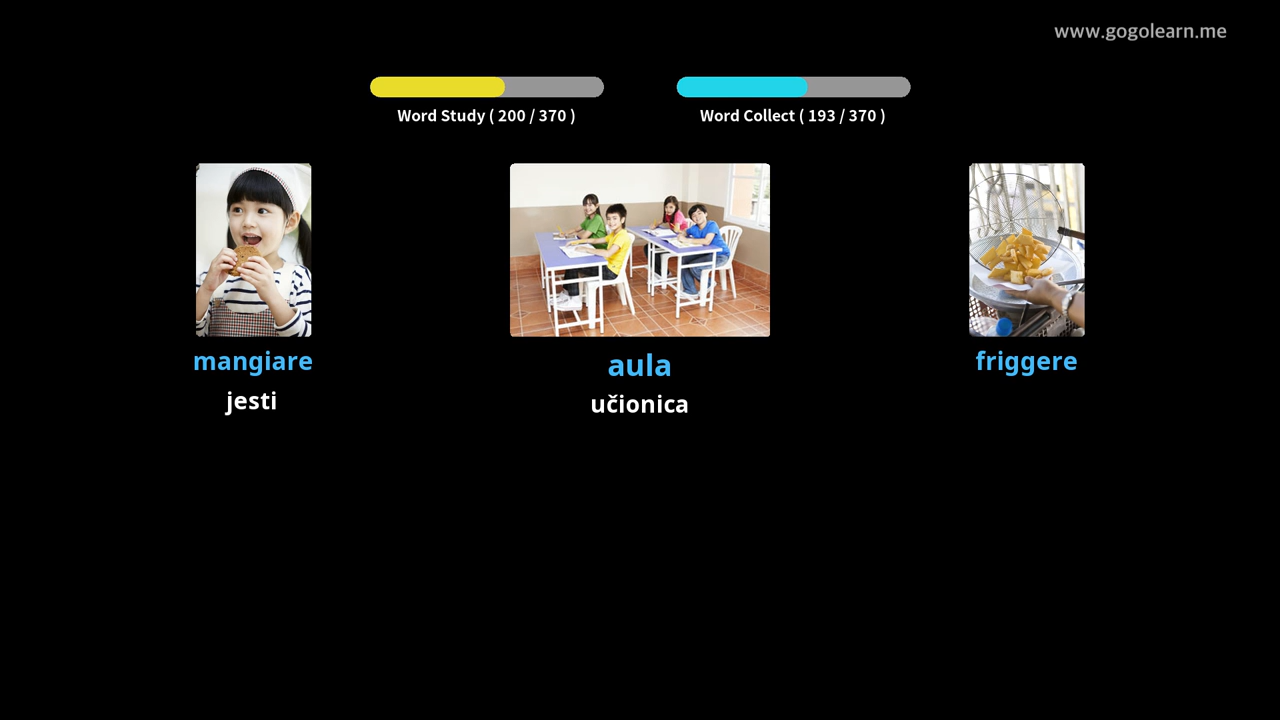 www.gogolearn.me
Word Study ( 200 / 370 )
Word Collect ( 193 / 370 )
mangiare
jesti
aula
učionica
friggere